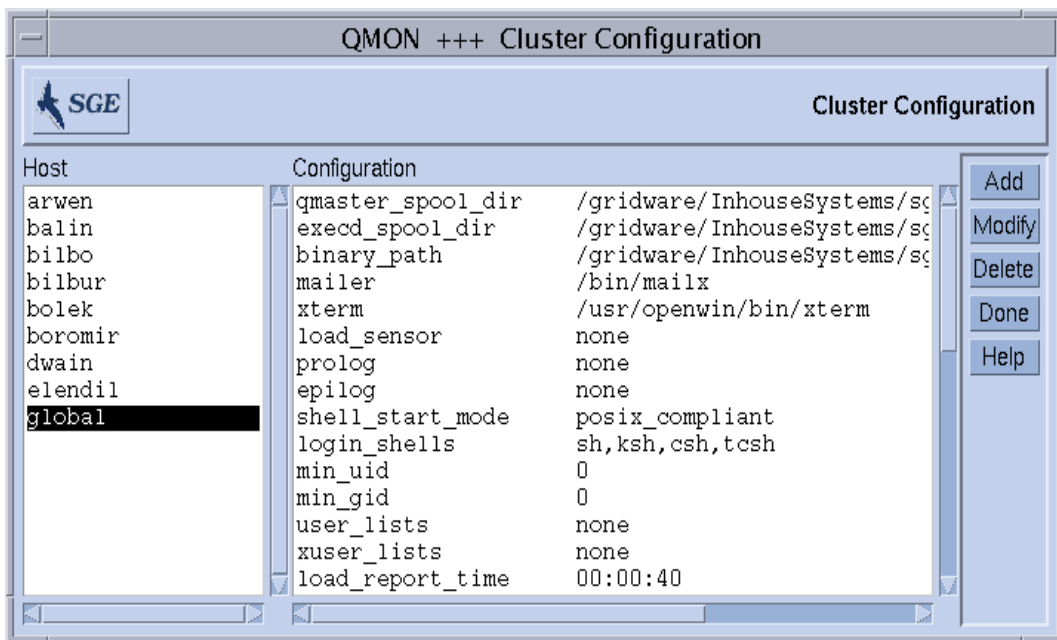 QMON +++ Cluster Configuration
SGE
Cluster Configuration
Host
arwen
balin
bilbo
bilbur
bolek
boromir
dwain
elendil
global
Configuration
qmaster_spool_dir /gridware/InhouseSystems/sg
execd_spool_dir /gridware/InhouseSystems/sg
binary_path /gridware/InhouseSystems/sg
mailer /bin/mailx
xterm /usr/openwin/bin/xterm
load_sensor none
prolog none
epilog none
shell_start_mode posix_compliant
login_shells sh,ksh,csh,tcsh
min_uid 0
min_gid 0
user_lists none
xuser_lists none
load_report_time 00:00:40
Add
Modify
Delete
Done
Help